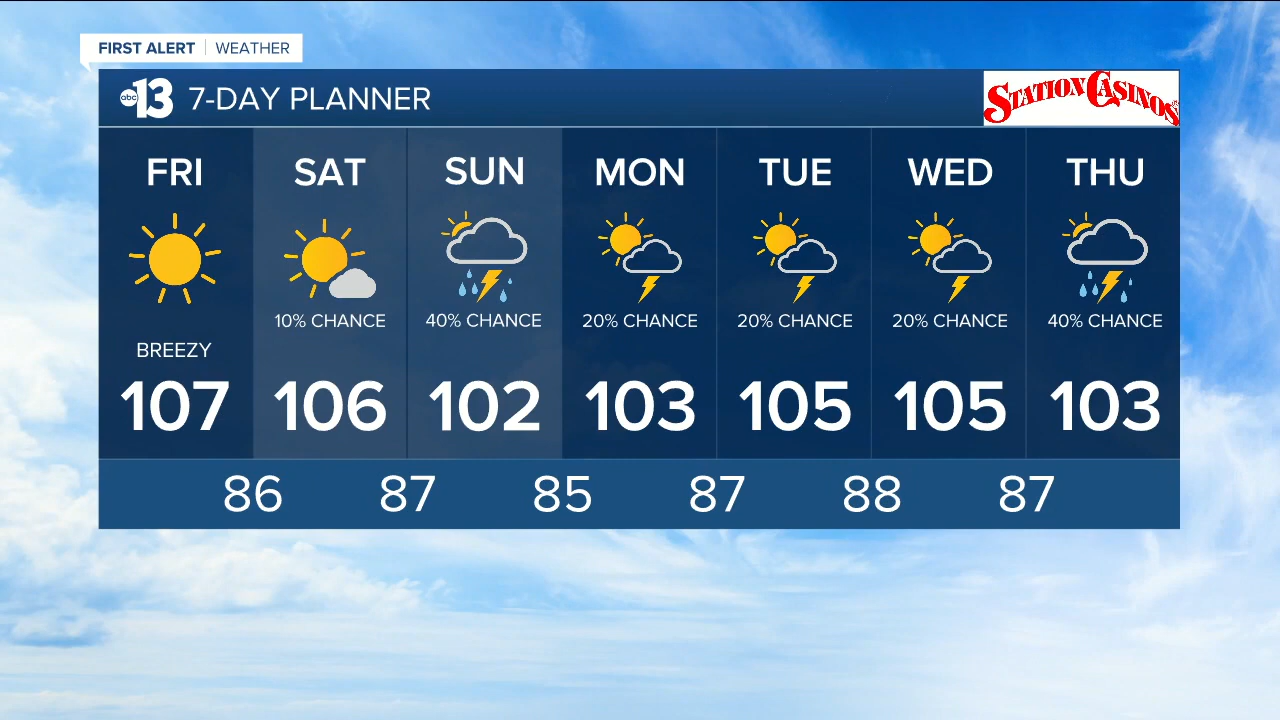 FIRST ALERT | WEATHER
abc 13 7-DAY PLANNER
STATION CASINOS
FRI SAT SUN MON TUE WED THU
10% CHANCE 40% CHANCE 20% CHANCE 20% CHANCE 20% CHANCE 40% CHANCE
BREEZY
107 106 102 103 105 105 103
86 87 85 87 88 87